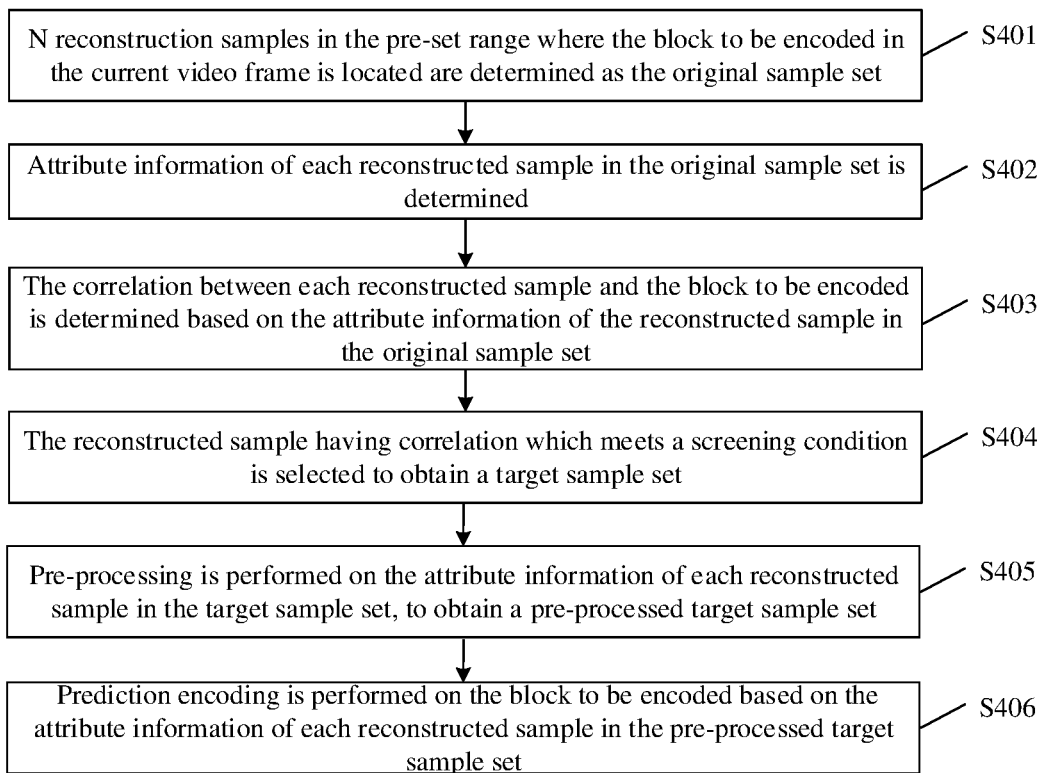 N reconstruction samples in the pre-set range where the block to be encoded in
the current video frame is located are determined as the original sample set
S401
Attribute information of each reconstructed sample in the original sample set is
determined
S402
The correlation between each reconstructed sample and the block to be encoded
is determined based on the attribute information of the reconstructed sample in
the original sample set
S403
The reconstructed sample having correlation which meets a screening condition
is selected to obtain a target sample set
S404
Pre-processing is performed on the attribute information of each reconstructed
sample in the target sample set, to obtain a pre-processed target sample set
S405
Prediction encoding is performed on the block to be encoded based on the
attribute information of each reconstructed sample in the pre-processed target
sample set
S406